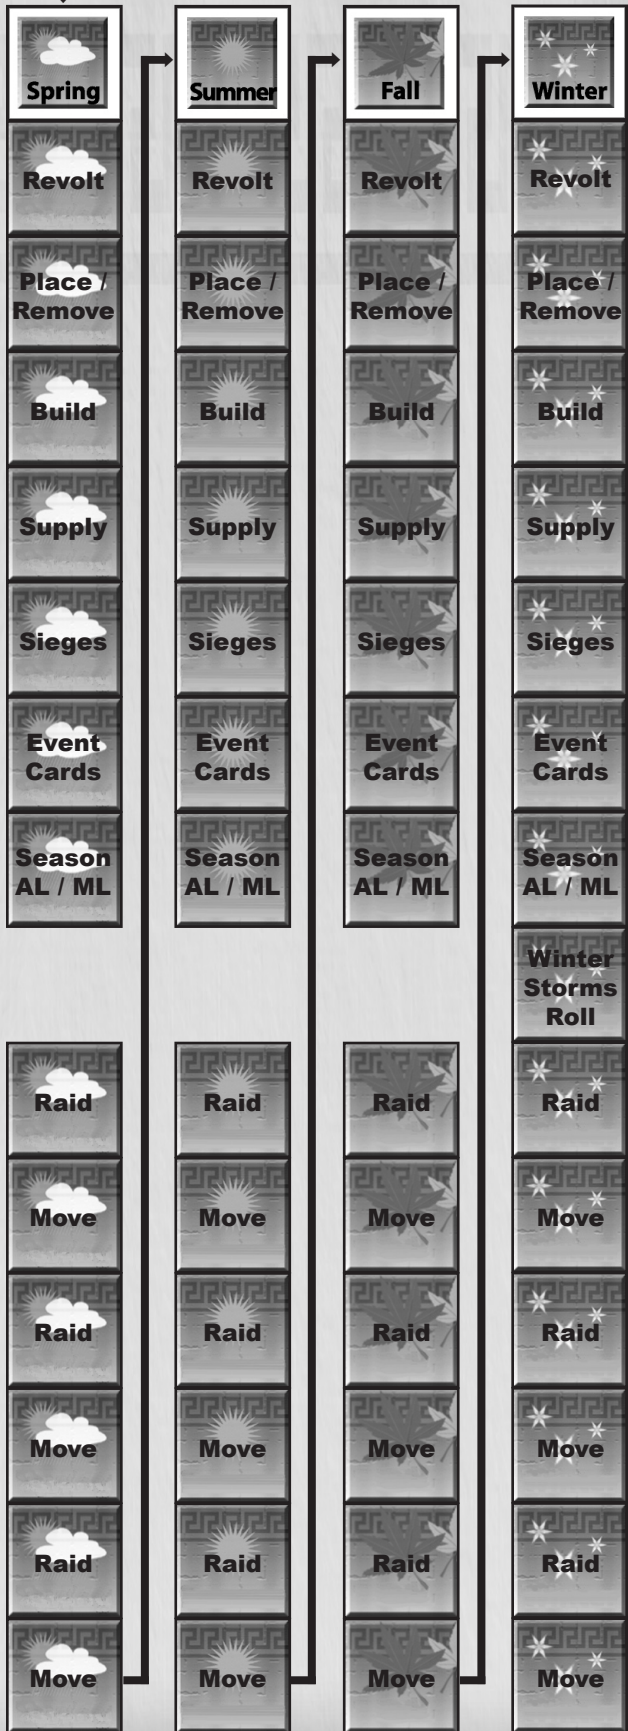 Spring
Revolt
Place /
Remove
Build
Supply
Sieges
Event
Cards
Season
AL / ML
Raid
Move
Raid
Move
Raid
Move
Summer
Revolt
Place /
Remove
Build
Supply
Sieges
Event
Cards
Season
AL / ML
Raid
Move
Raid
Move
Raid
Move
Fall
Revolt
Place /
Remove
Build
Supply
Sieges
Event
Cards
Season
AL / ML
Raid
Move
Raid
Move
Raid
Move
Winter
Revolt
Place /
Remove
Build
Supply
Sieges
Event
Cards
Season
AL / ML
Winter
Storms
Roll
Raid
Move
Raid
Move
Raid
Move